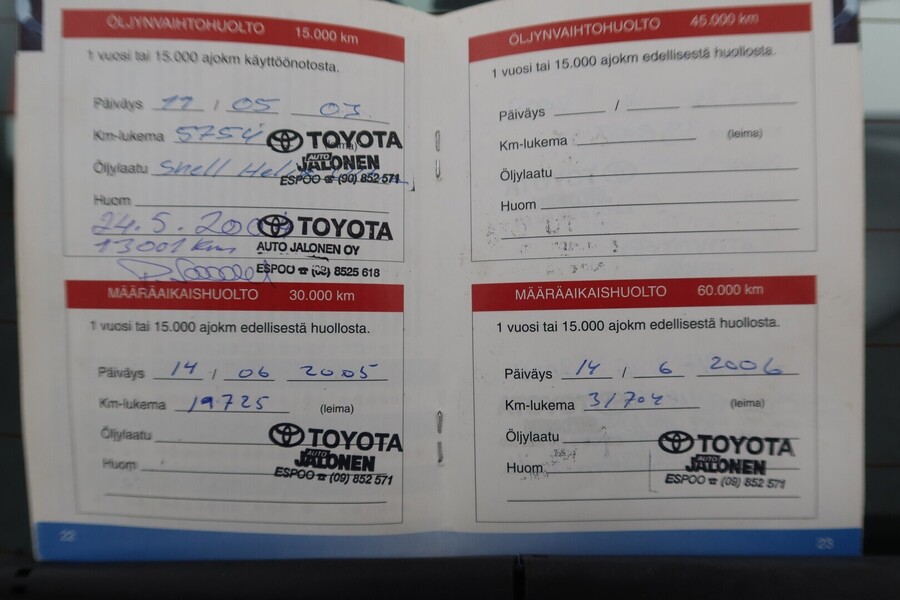 ÖLJYNVAIHTOHUOLTO 15.000 km
1 vuosi tai 15.000 ajokm käyttöönotosta.
Päiväys 11 / 05 03
Km-lukema 5754
TOYOTA
AUTO JALONEN
Öljylaatu Shell
ESPOO ☎ (90) 852 571
Huom
24.5.200
TOYOTA
13001 km
AUTO JALONEN OY
ESPOO ☎ (09) 8525 618
MÄÄRÄAIKAISHUOLTO 30.000 km
1 vuosi tai 15.000 ajokm edellisestä huollosta.
Päiväys 14 / 06 2005
Km-lukema 19725 (leima)
Öljylaatu
TOYOTA
AUTO JALONEN
Huom
ESPOO ☎ (09) 852 571
22
ÖLJYNVAIHTOHUOLTO 45.000 km
1 vuosi tai 15.000 ajokm edellisestä huollosta.
Päiväys /
Km-lukema (leima)
Öljylaatu
Huom
MÄÄRÄAIKAISHUOLTO 60.000 km
1 vuosi tai 15.000 ajokm edellisestä huollosta.
Päiväys 14 / 6 2006
Km-lukema 31704 (leima)
Öljylaatu
TOYOTA
AUTO JALONEN
Huom
ESPOO ☎ (09) 852 571
23